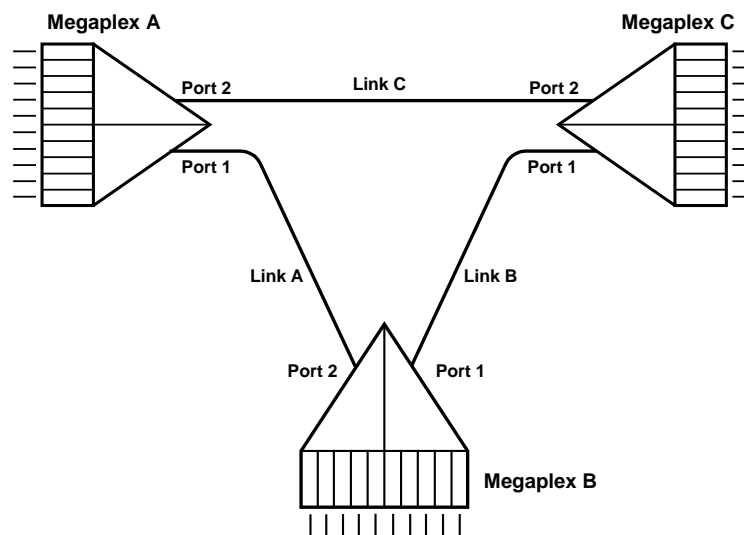 Megaplex A
Megaplex C
Port 2
Link C
Port 2
Port 1
Port 1
Link A
Link B
Port 2
Port 1
Megaplex B